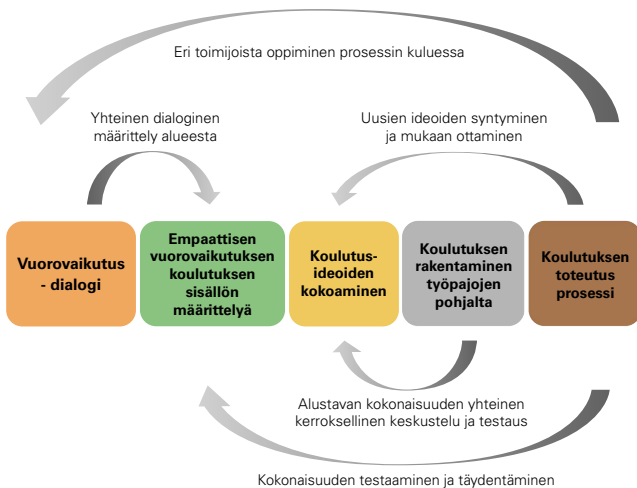 Eri toimijoista oppiminen prosessin kuluessa
Yhteinen dialoginen
määrittely alueesta
Uusien ideoiden syntyminen
ja mukaan ottaminen
Vuorovaikutus
- dialogi
Empaattisen
vuorovaikutuksen
koulutuksen
sisällön
määrittelyä
Koulutus-
ideoiden
kokoaminen
Koulutuksen
rakentaminen
työpajojen
pohjalta
Koulutuksen
toteutus
prosessi
Alustavan kokonaisuuden yhteinen
kerroksellinen keskustelu ja testaus
Kokonaisuuden testaaminen ja täydentäminen